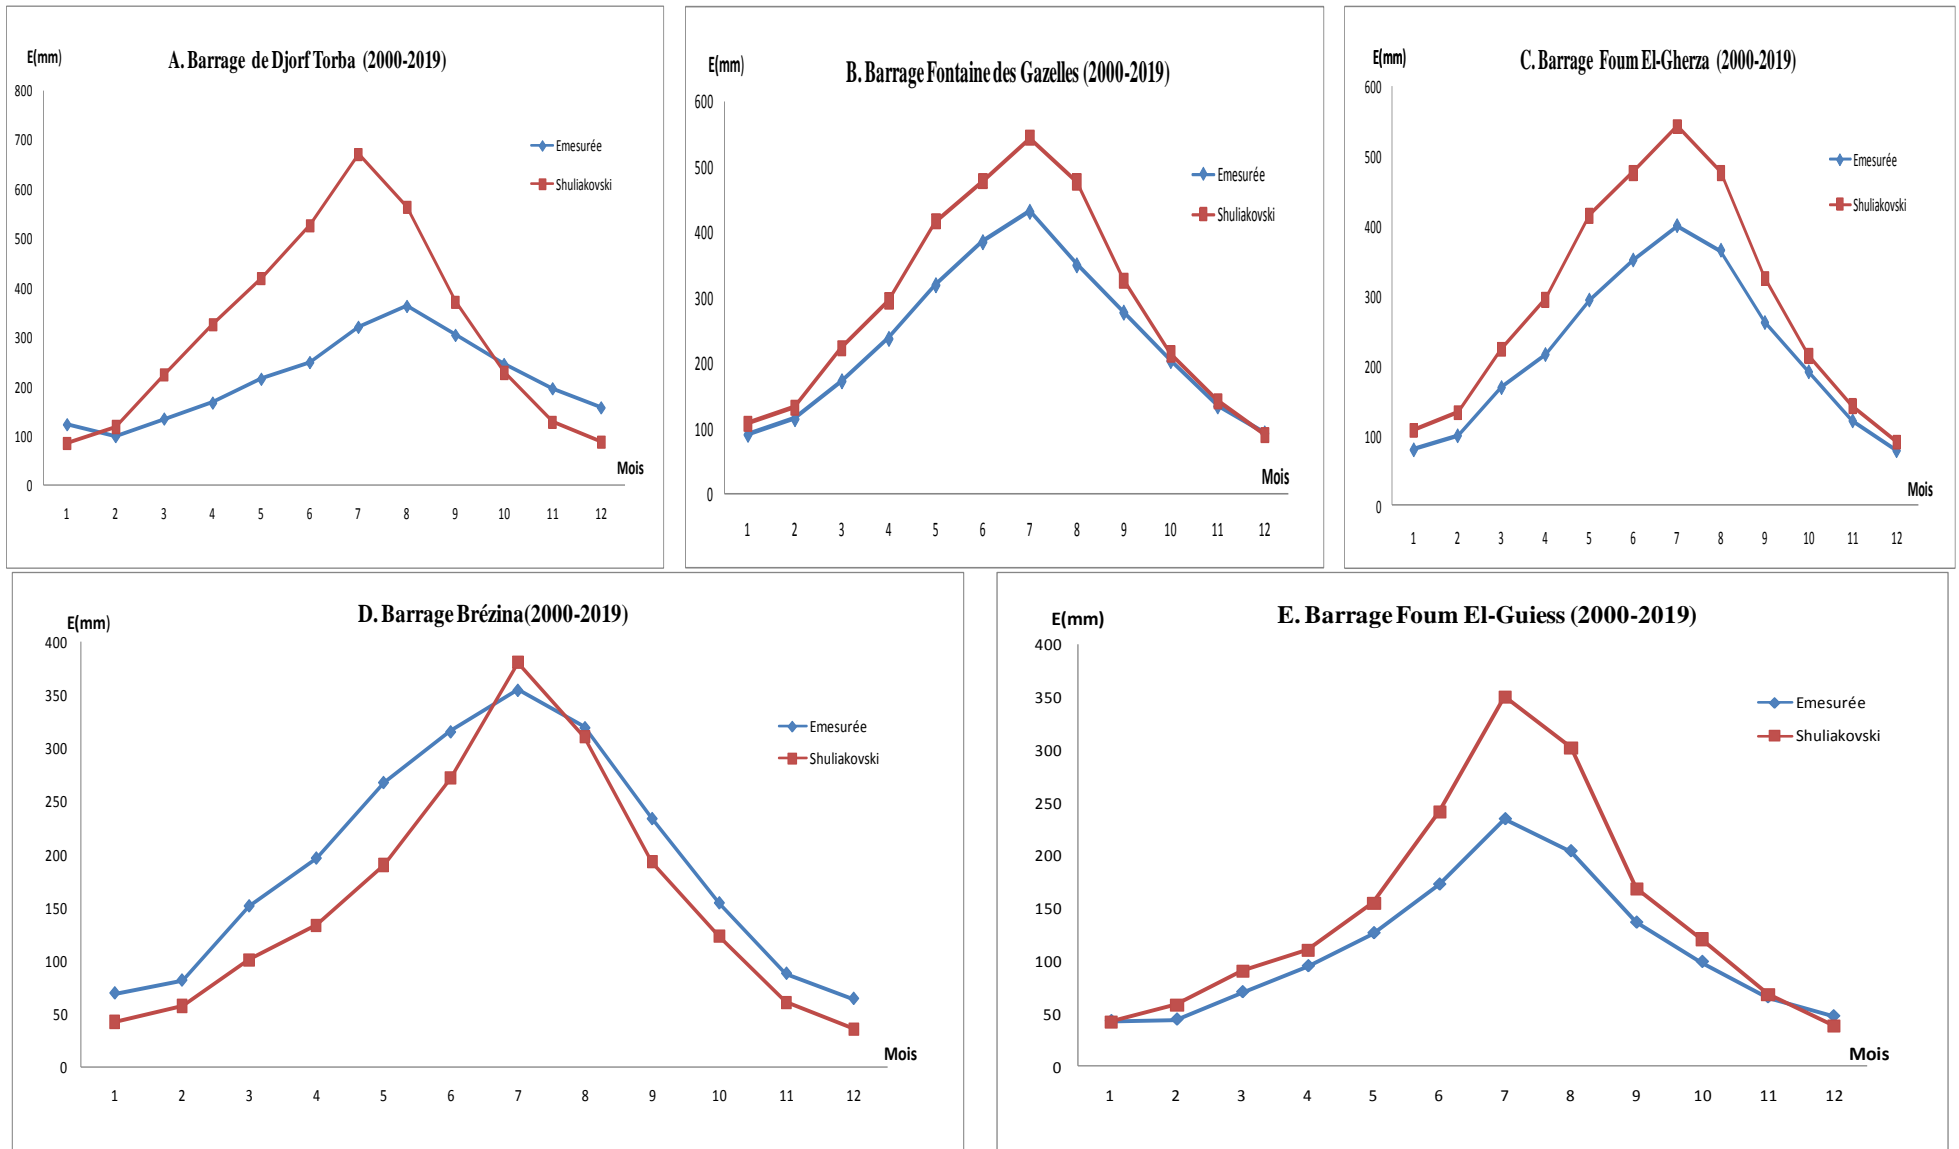 A. Barrage de Djorf Torba (2000-2019)
E(mm)
800
700
600
500
400
300
200
100
0
Emesurée
Shuliakovski
Mois
1 2 3 4 5 6 7 8 9 10 11 12
B. Barrage Fontaine des Gazelles (2000-2019)
E(mm)
600
500
400
300
200
100
0
Emesurée
Shuliakovski
Mois
1 2 3 4 5 6 7 8 9 10 11 12
C. Barrage Foum El-Gherza (2000-2019)
E(mm)
600
500
400
300
200
100
0
Emesurée
Shuliakovski
Mois
1 2 3 4 5 6 7 8 9 10 11 12
D. Barrage Brézina(2000-2019)
E(mm)
400
350
300
250
200
150
100
50
0
Emesurée
Shuliakovski
Mois
1 2 3 4 5 6 7 8 9 10 11 12
E. Barrage Foum El-Guiess (2000-2019)
E(mm)
400
350
300
250
200
150
100
50
0
Emesurée
Shuliakovski
Mois
1 2 3 4 5 6 7 8 9 10 11 12